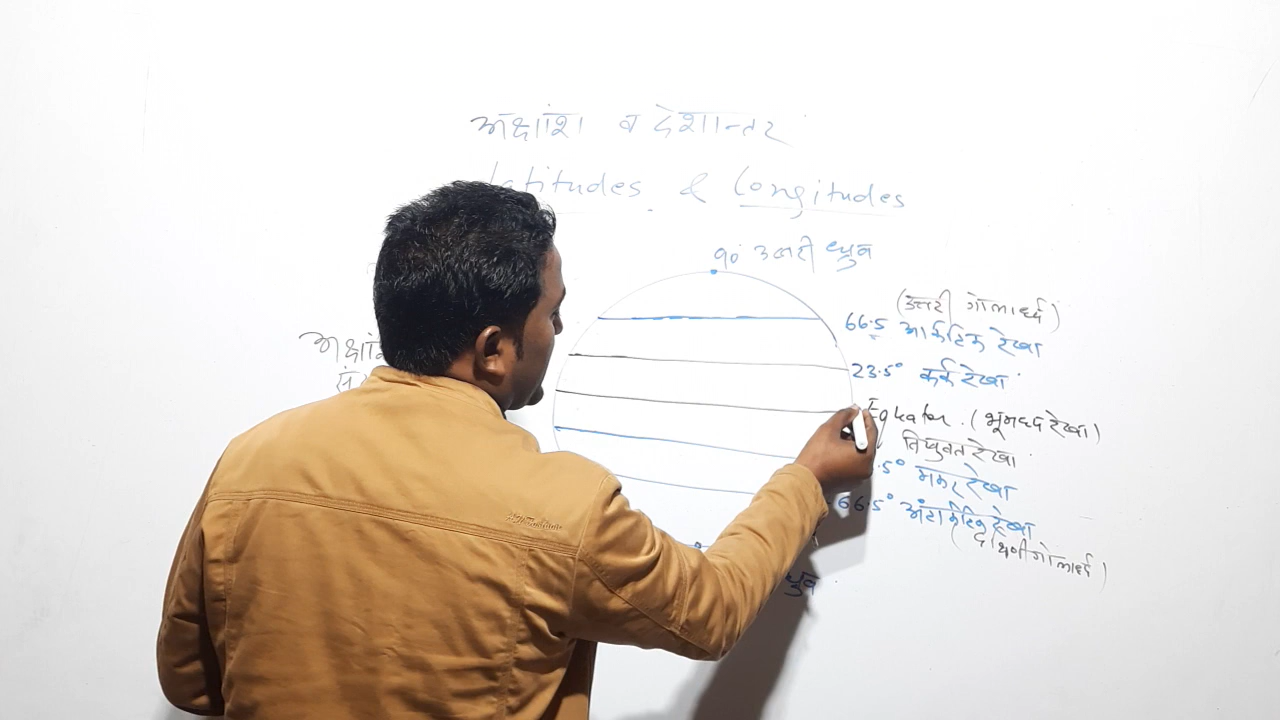 अक्षांश व देशान्तर
Latitudes & Longitudes
90° उत्तरी ध्रुव
(उत्तरी गोलार्ध)
66.5 आर्कटिक रेखा
23.5° कर्क रेखा
Equator. (भूमध्द रेखा)
विषुवत रेखा
.5° मकर रेखा
66.5° अंटार्कटिक रेखा
(दक्षिणी गोलार्ध)
ध्रुव